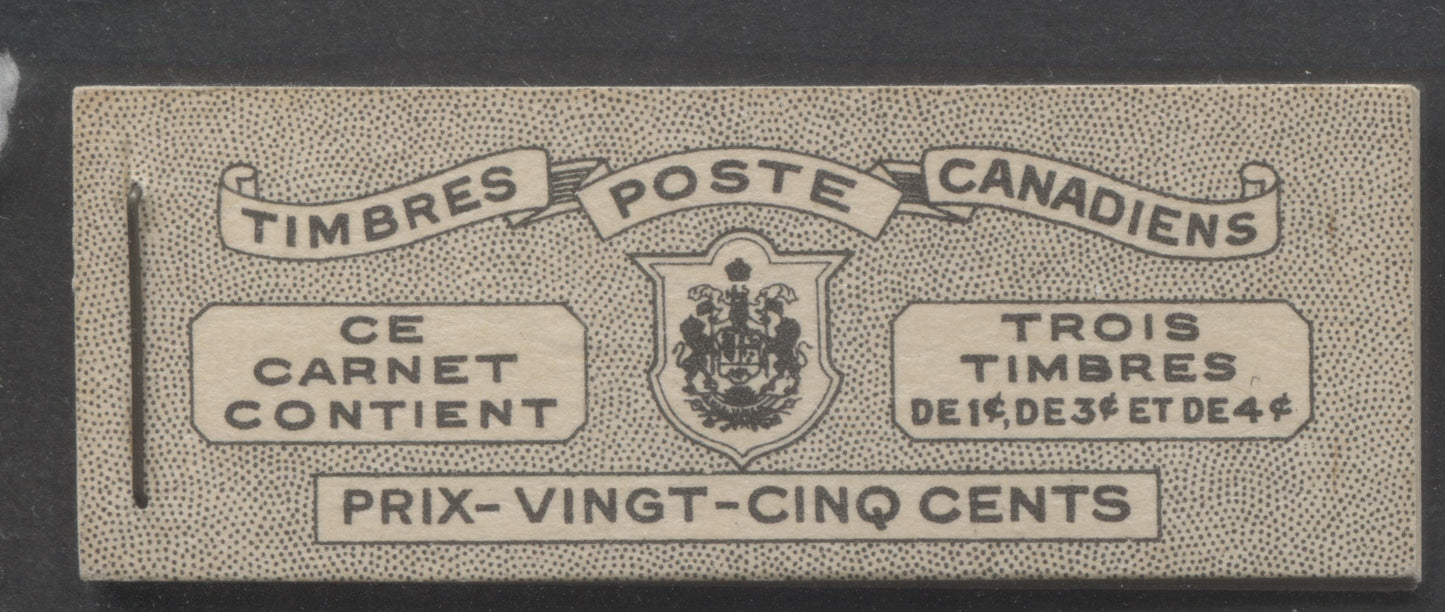 TIMBRES POSTE CANADIENS
CE
CARNET
CONTIENT
TROIS
TIMBRES
DE 1¢, DE 3¢ ET DE 4¢
PRIX-VINGT-CINQ CENTS